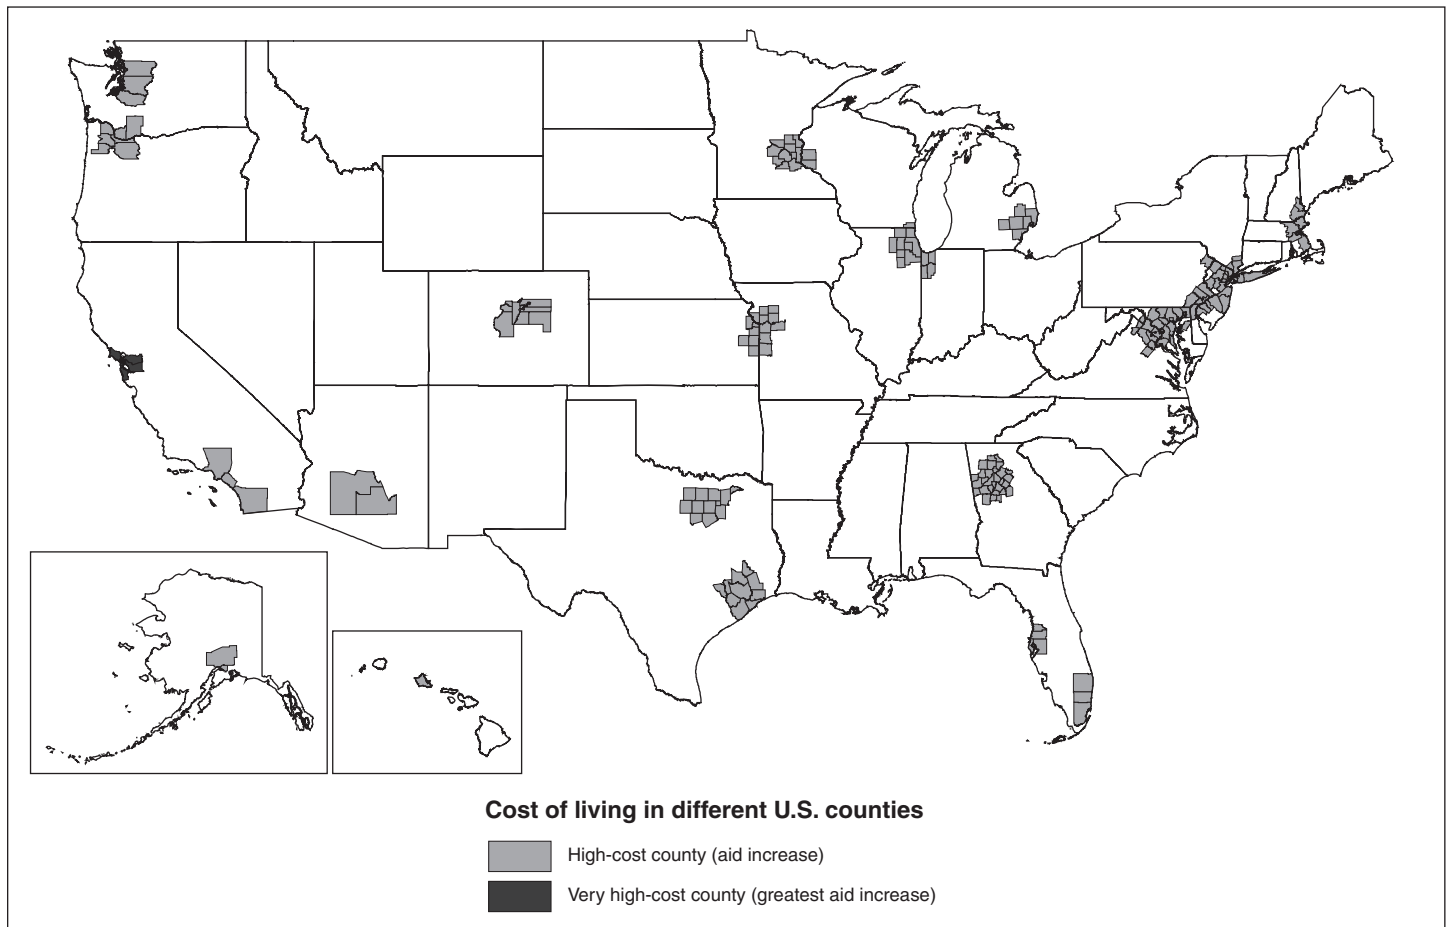 Cost of living in different U.S. counties
High-cost county (aid increase)
Very high-cost county (greatest aid increase)